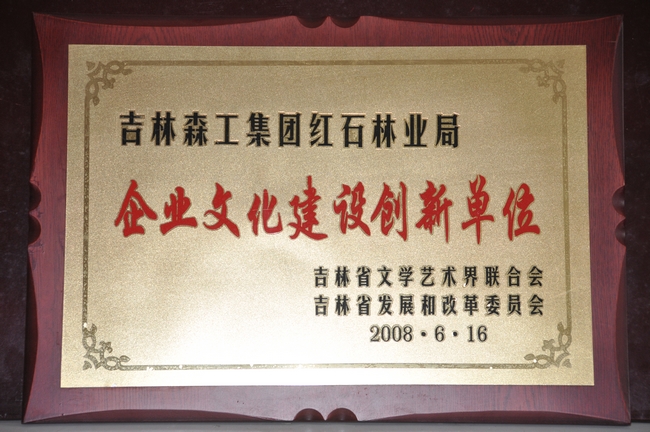 吉林森工集团红石林业局
企业文化建设创新单位
吉林省文学艺术界联合会
吉林省发展和改革委员会
2008·6·16